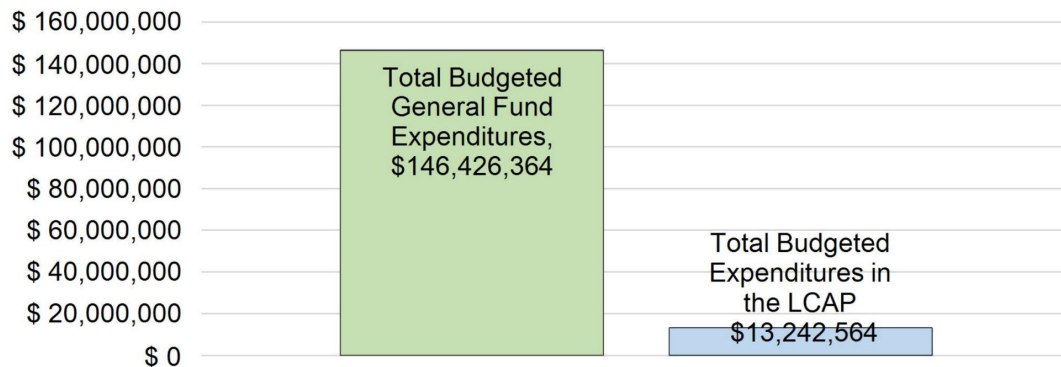 $ 160,000,000
$ 140,000,000
$ 120,000,000
$ 100,000,000
$ 80,000,000
$ 60,000,000
$ 40,000,000
$ 20,000,000
$ 0
Total Budgeted
General Fund
Expenditures,
$146,426,364
Total Budgeted
Expenditures in
the LCAP
$13,242,564